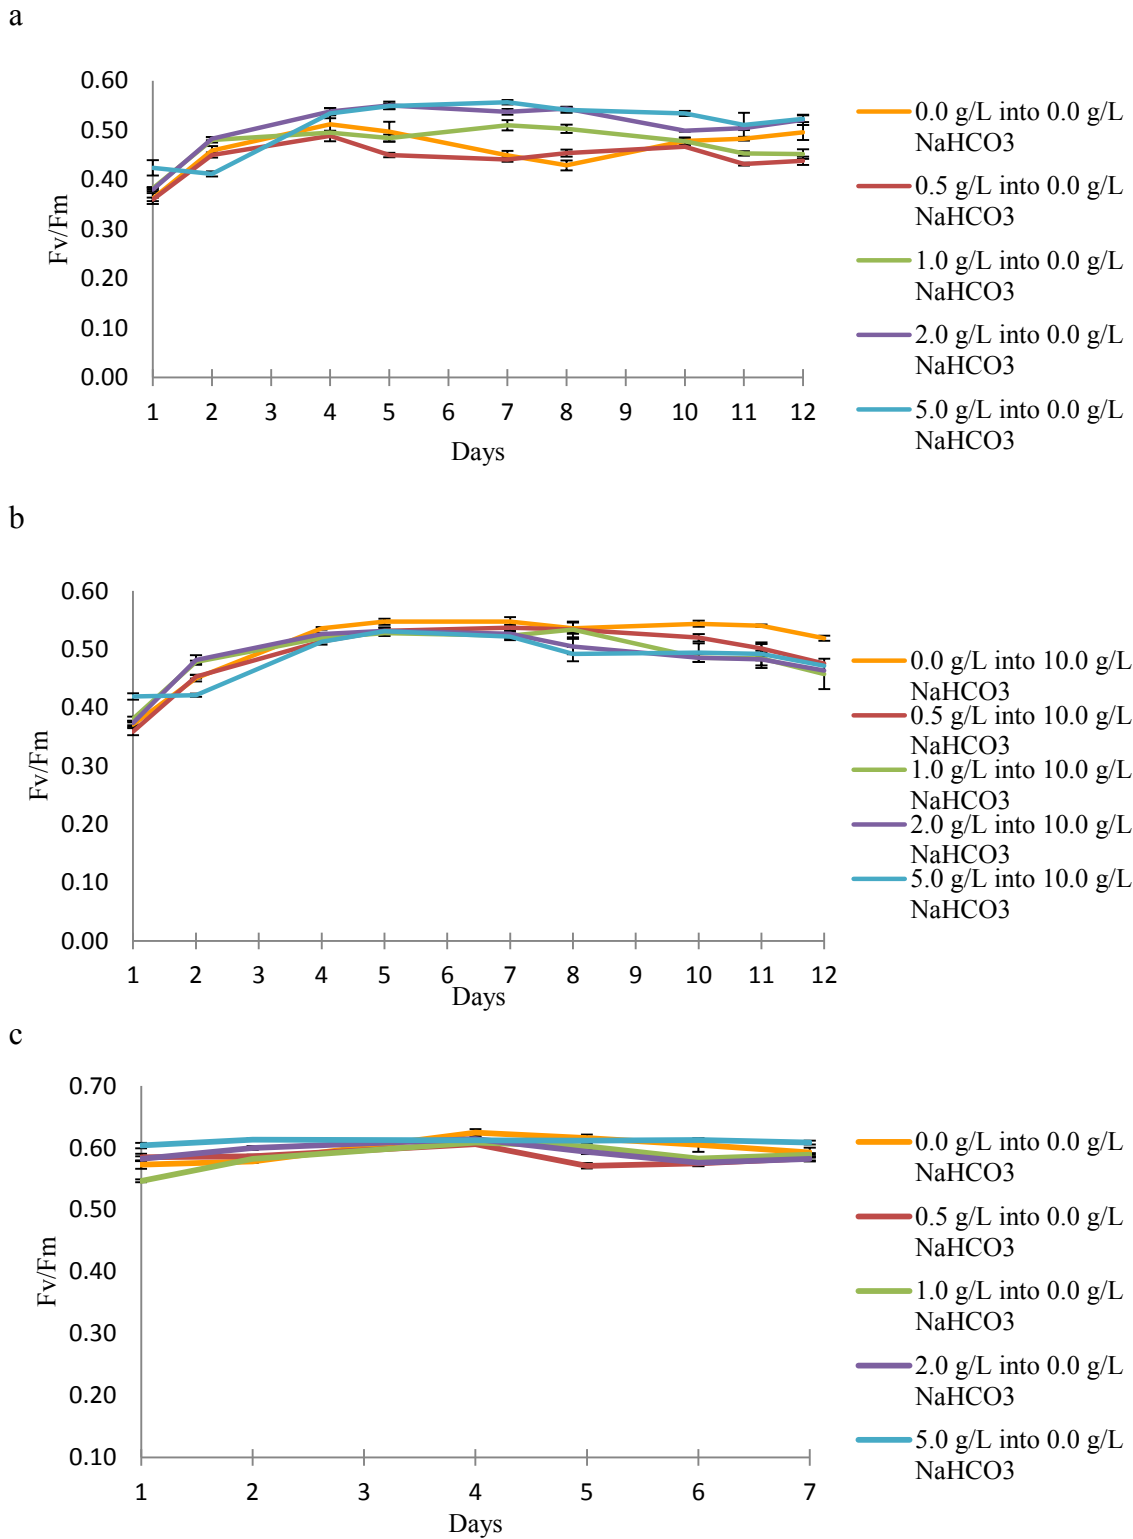 a
0.60
0.50
0.40
0.30
0.20
0.10
0.00
Fv/Fm
1 2 3 4 5 6 7 8 9 10 11 12
Days
0.0 g/L into 0.0 g/L
NaHCO3
0.5 g/L into 0.0 g/L
NaHCO3
1.0 g/L into 0.0 g/L
NaHCO3
2.0 g/L into 0.0 g/L
NaHCO3
5.0 g/L into 0.0 g/L
NaHCO3
b
0.60
0.50
0.40
0.30
0.20
0.10
0.00
Fv/Fm
1 2 3 4 5 6 7 8 9 10 11 12
Days
0.0 g/L into 10.0 g/L
NaHCO3
0.5 g/L into 10.0 g/L
NaHCO3
1.0 g/L into 10.0 g/L
NaHCO3
2.0 g/L into 10.0 g/L
NaHCO3
5.0 g/L into 10.0 g/L
NaHCO3
c
0.70
0.60
0.50
0.40
0.30
0.20
0.10
Fv/Fm
1 2 3 4 5 6 7
Days
0.0 g/L into 0.0 g/L
NaHCO3
0.5 g/L into 0.0 g/L
NaHCO3
1.0 g/L into 0.0 g/L
NaHCO3
2.0 g/L into 0.0 g/L
NaHCO3
5.0 g/L into 0.0 g/L
NaHCO3